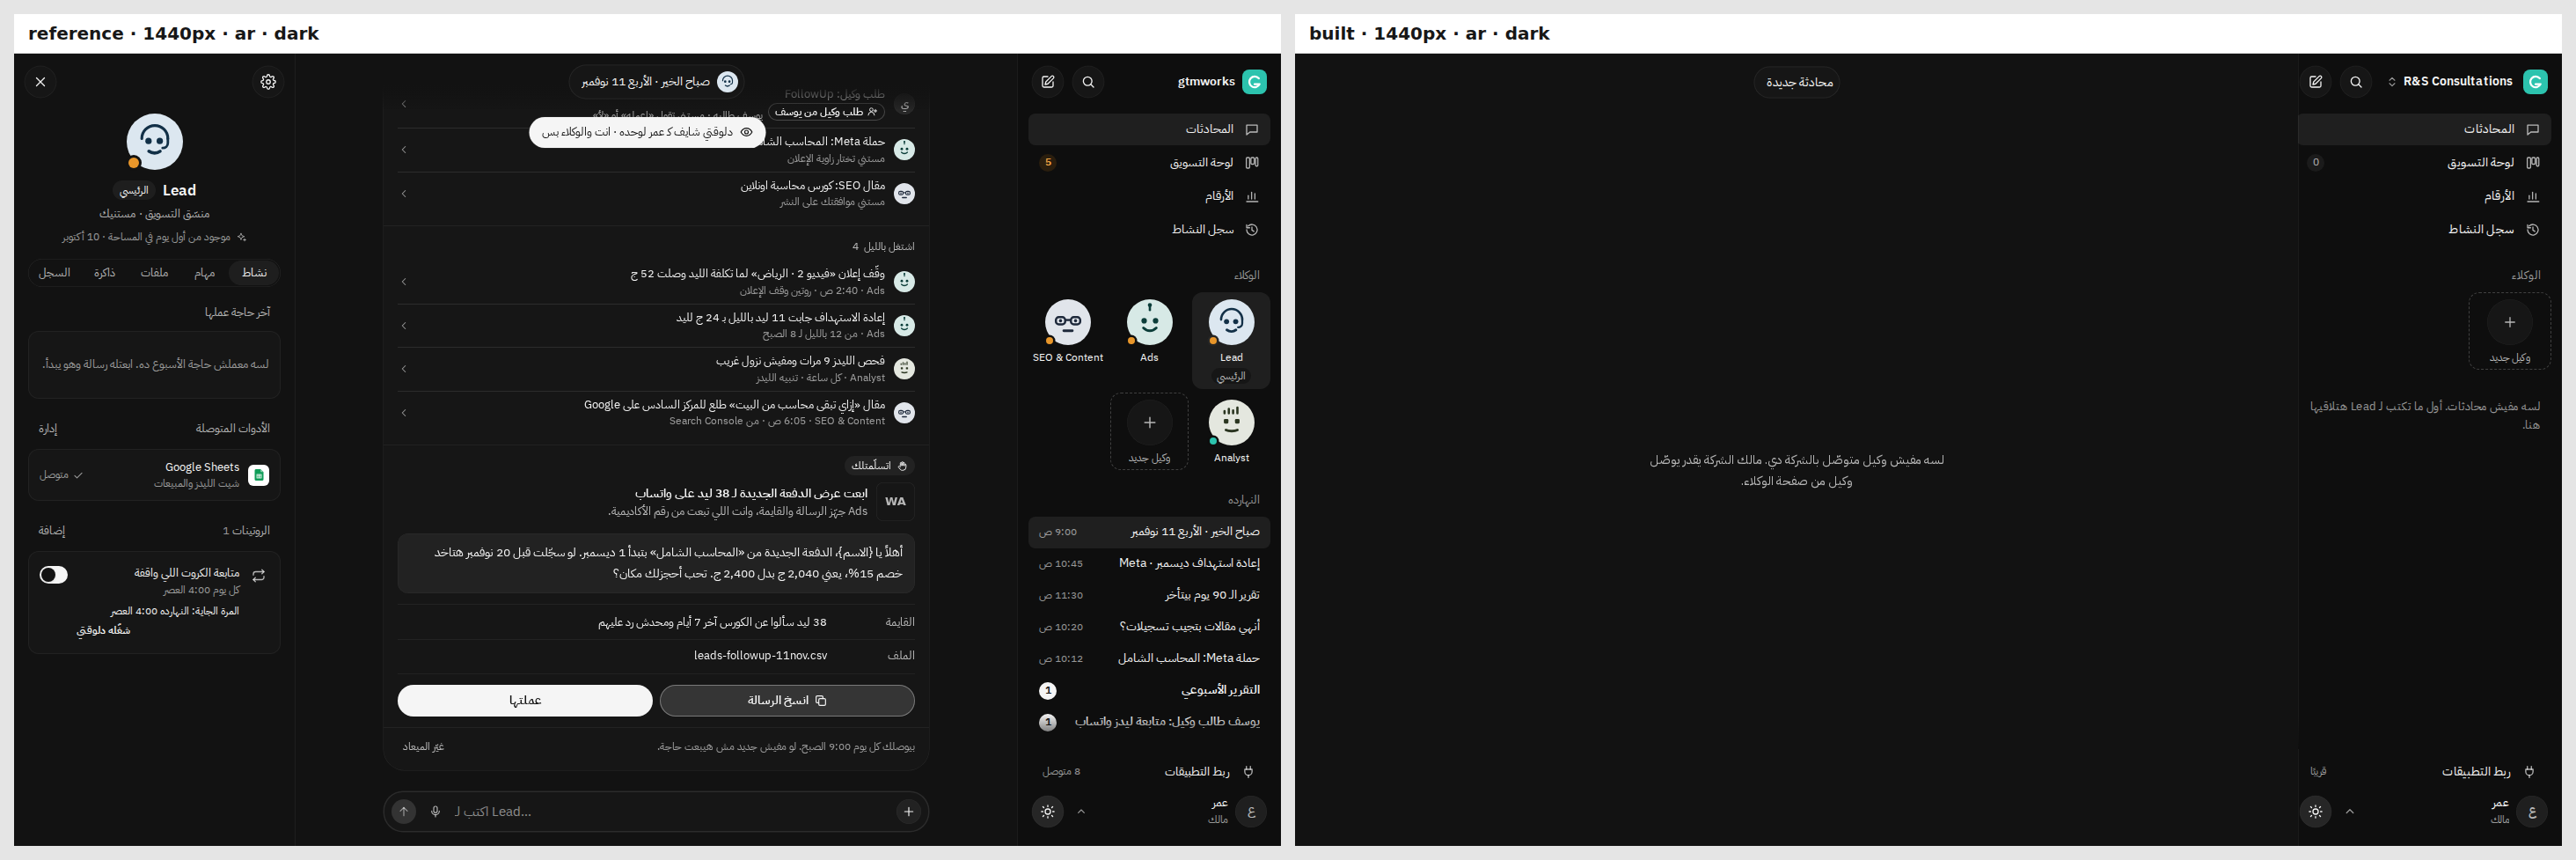 reference · 1440px · ar · dark
gtmworks
المحادثات
لوحة التسويق
5
الأرقام
سجل النشاط
الوكلاء
Lead
الرئيسي
Ads
SEO & Content
Analyst
وكيل جديد
النهارده
صباح الخير · الأربع 11 نوفمبر
9:00 ص
إعادة استهداف ديسمبر · Meta
10:45 ص
تقرير الـ 90 يوم بيتأخر
11:30 ص
أنهي مقالات بتجيب تسجيلات؟
10:20 ص
حملة Meta: المحاسب الشامل
10:12 ص
التقرير الأسبوعي
1
يوسف طالب وكيل: متابعة ليدز واتساب
1
ربط التطبيقات
8 متوصل
ع
عمر
مالك
صباح الخير · الأربع 11 نوفمبر
ي
طلب وكيل: FollowUp
طلب وكيل من يوسف
دلوقتي شايف كـ عمر لوحده · انت والوكلاء بس
حملة Meta: المحاسب
مستني تختار زاوية الإعلان
مقال SEO: كورس محاسبة اونلاين
مستني موافقتك على النشر
اشتغل بالليل 4
وقّف إعلان «فيديو 2 · الرياض» لما تكلفة الليد وصلت 52 ج
Ads · 2:40 ص · روتين وقف الإعلان
إعادة الاستهداف جابت 11 ليد بالليل بـ 24 ج لليد
Ads · من 12 بالليل لـ 8 الصبح
فحص الليدز 9 مرات ومفيش نزول غريب
Analyst · كل ساعة · تنبيه الليدز
مقال «إزاي تبقى محاسب من البيت» طلع للمركز السادس على Google
SEO & Content · 6:05 ص · من Search Console
اتسلّمتلك
WA
ابعت عرض الدفعة الجديدة لـ 38 ليد على واتساب
Ads جهّز الرسالة والقايمة، وانت اللي تبعت من رقم الأكاديمية.
أهلاً يا {الاسم}، الدفعة الجديدة من «المحاسب الشامل» بتبدأ 1 ديسمبر. لو سجّلت قبل 20 نوفمبر هتاخد
خصم 15%، يعني 2,040 ج بدل 2,400 ج. تحب أحجزلك مكان؟
القايمة
38 ليد سألوا عن الكورس آخر 7 أيام ومحدش رد عليهم
الملف
leads-followup-11nov.csv
انسخ الرسالة
عملتها
بيوصلك كل يوم 9:00 الصبح. لو مفيش جديد مش هيبعت حاجة.
غيّر الميعاد
اكتب لـ Lead...
Lead
الرئيسي
منسّق التسويق · مستنيك
موجود من أول يوم في المساحة · 10 أكتوبر
نشاط
مهام
ملفات
ذاكرة
السجل
آخر حاجة عملها
لسه معملش حاجة الأسبوع ده. ابعتله رسالة وهو يبدأ.
الأدوات المتوصلة
إدارة
Google Sheets
شيت الليدز والمبيعات
متوصل
الروتينات 1
إضافة
متابعة الكروت اللي واقفة
كل يوم 4:00 العصر
المرة الجاية: النهارده 4:00 العصر
شغّله دلوقتي
built · 1440px · ar · dark
R&S Consultations
المحادثات
لوحة التسويق
0
الأرقام
سجل النشاط
الوكلاء
وكيل جديد
لسه مفيش محادثات. أول ما تكتب لـ Lead هتلاقيها
هنا.
ربط التطبيقات
قريبًا
ع
عمر
مالك
محادثة جديدة
لسه مفيش وكيل متوصّل بالشركة دي. مالك الشركة يقدر يوصّل
وكيل من صفحة الوكلاء.